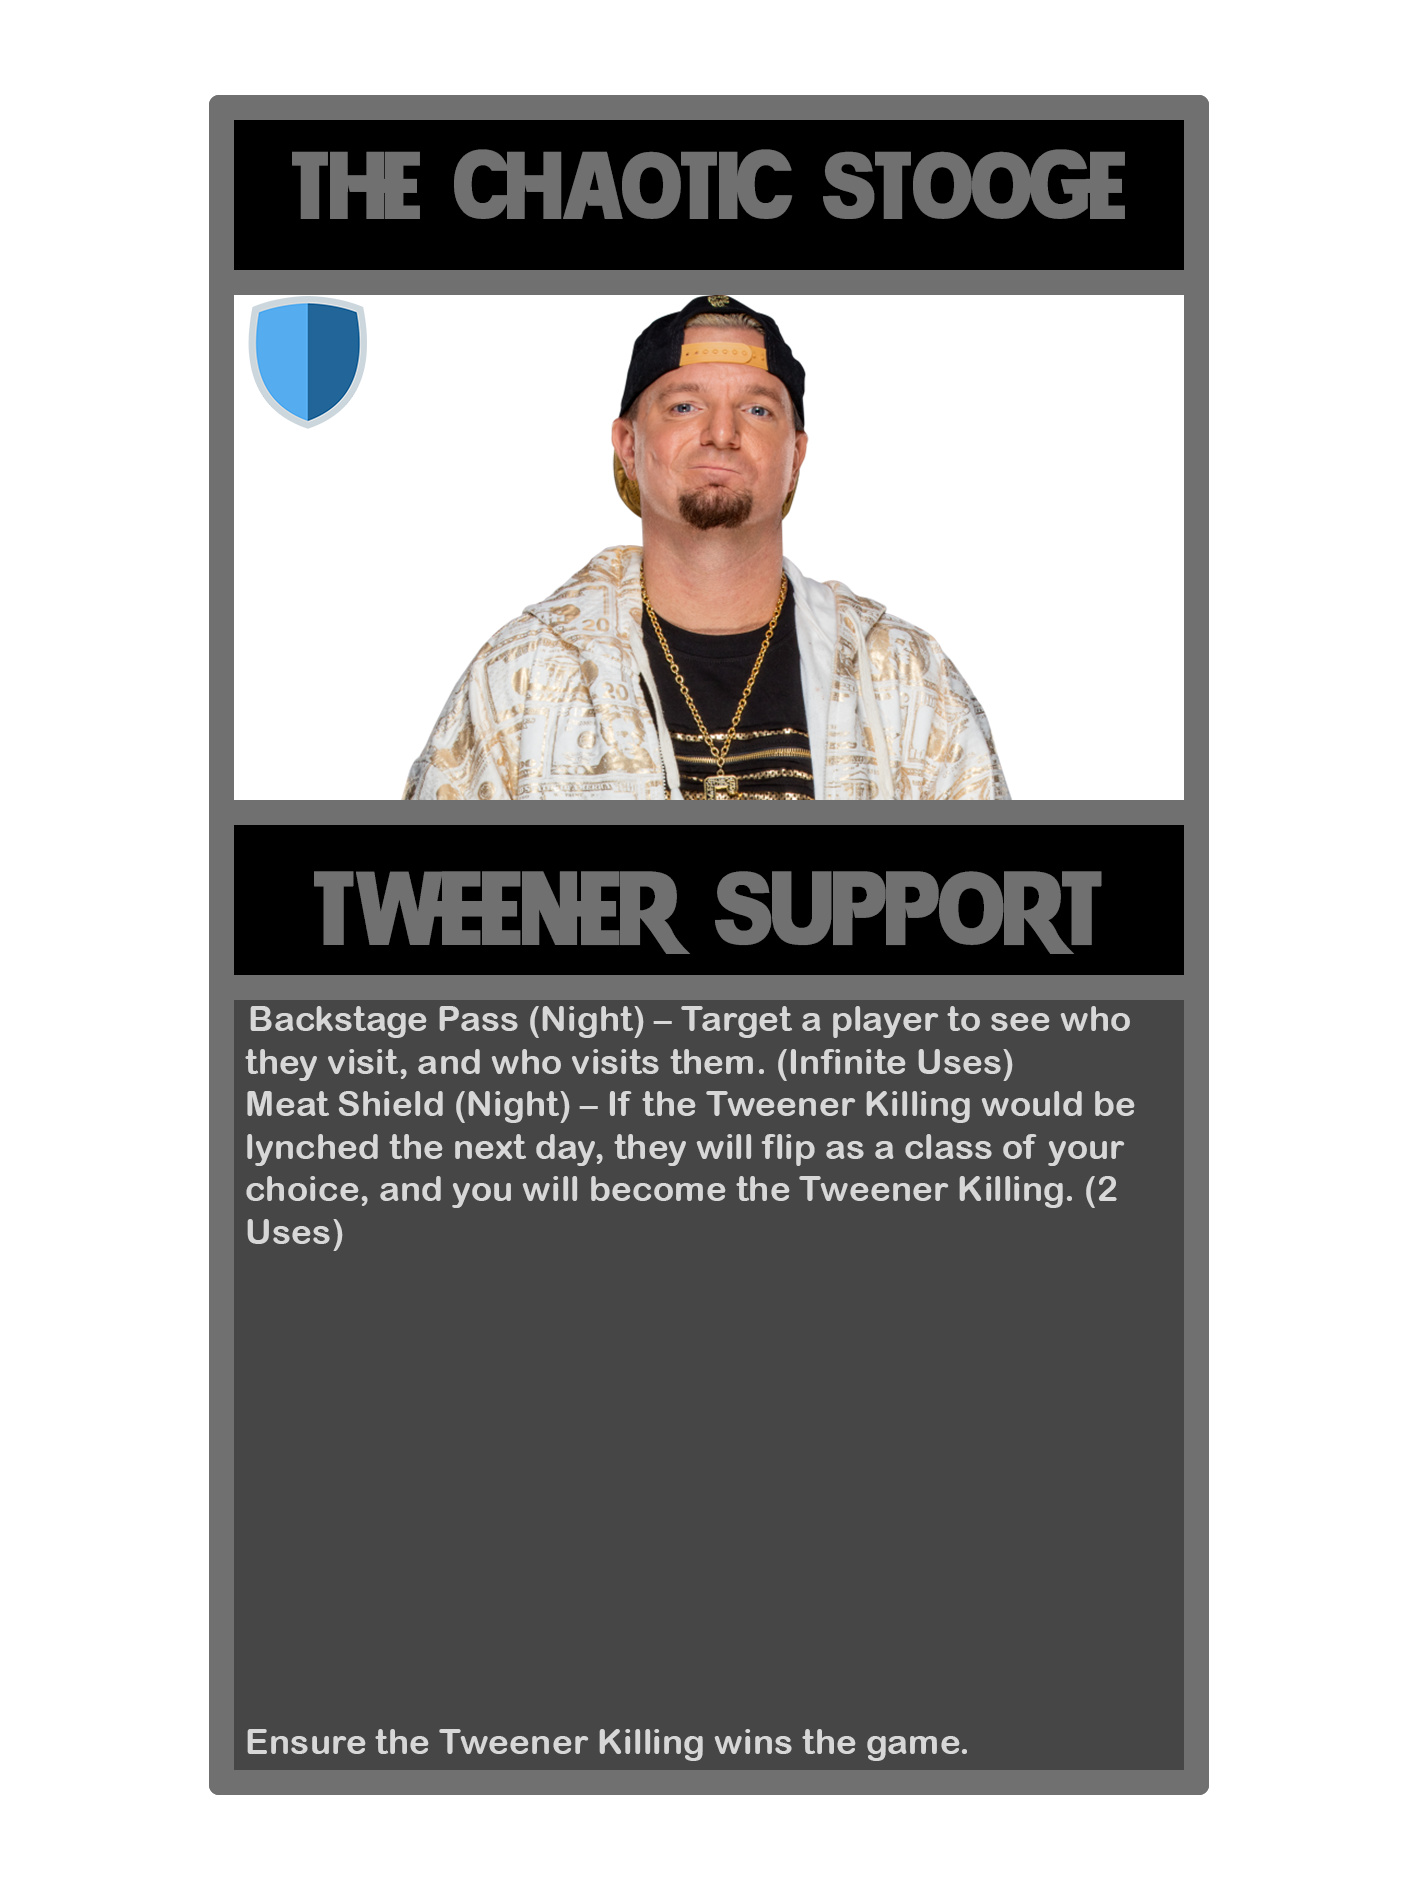 THE CHAOTIC STOOGE
TWEENER SUPPORT
Backstage Pass (Night) – Target a player to see who
they visit, and who visits them. (Infinite Uses)
Meat Shield (Night) – If the Tweener Killing would be
lynched the next day, they will flip as a class of your
choice, and you will become the Tweener Killing. (2
Uses)
Ensure the Tweener Killing wins the game.